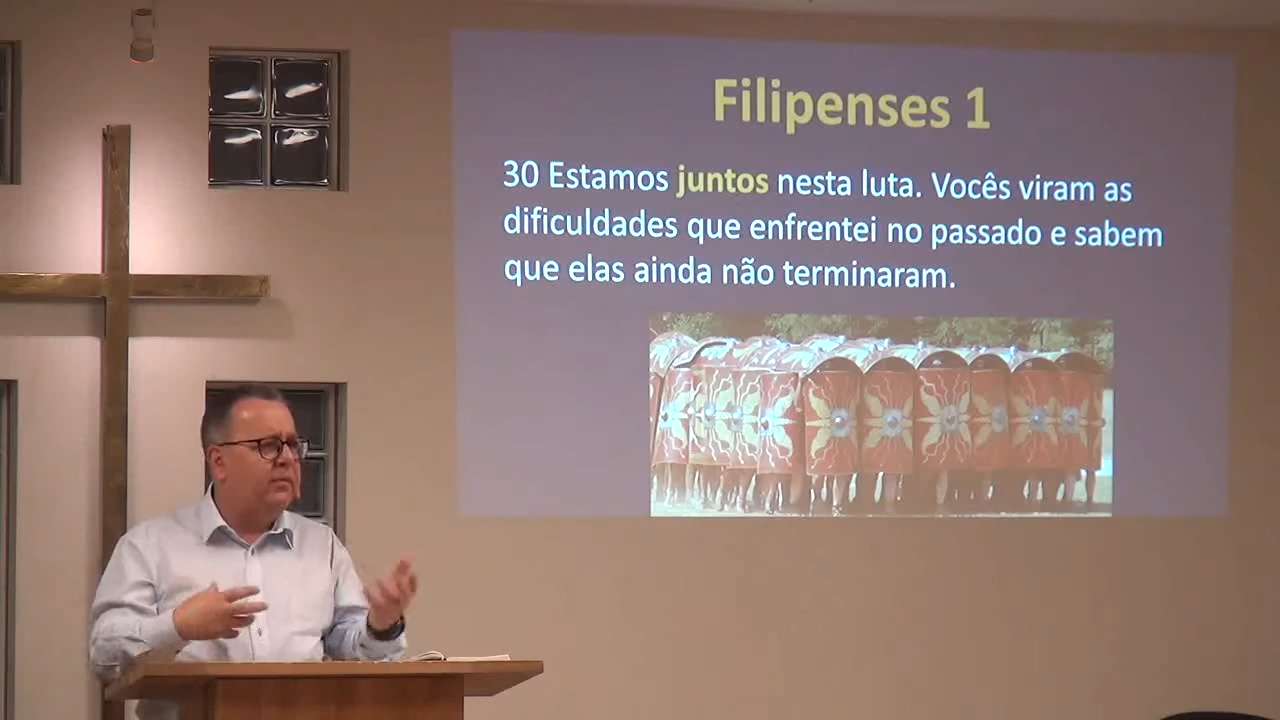 Filipenses 1
30 Estamos juntos nesta luta. Vocês viram as
dificuldades que enfrentei no passado e sabem
que elas ainda não terminaram.